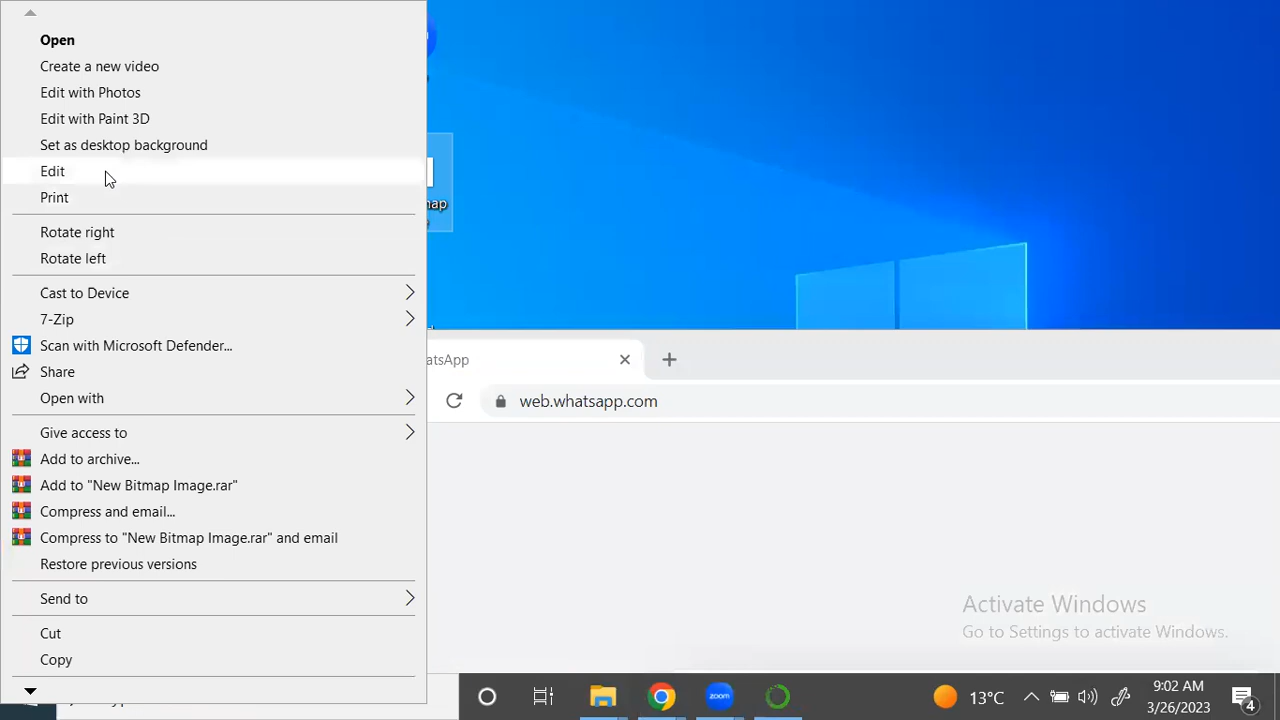 Open
Create a new video
Edit with Photos
Edit with Paint 3D
Set as desktop background
Edit
Print
Rotate right
Rotate left
Cast to Device
7-Zip
Scan with Microsoft Defender...
Share
Open with
Give access to
Add to archive...
Add to "New Bitmap Image.rar"
Compress and email...
Compress to "New Bitmap Image.rar" and email
Restore previous versions
Send to
Cut
Copy
web.whatsapp.com
Activate Windows
Go to Settings to activate Windows.
zoom
13°C
9:02 AM
3/26/2023
4